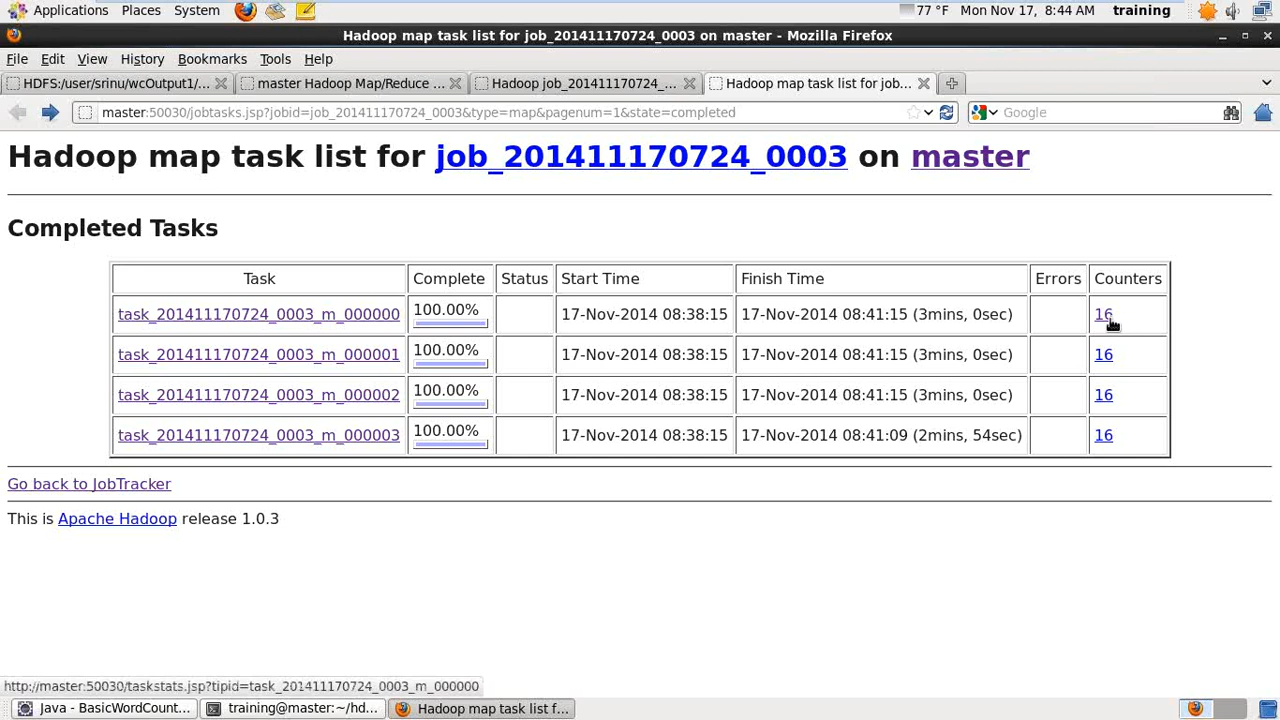 Applications Places System 77 °F Mon Nov 17, 8:44 AM training
Hadoop map task list for job_201411170724_0003 on master - Mozilla Firefox
File Edit View History Bookmarks Tools Help
HDFS:/user/srinu/wcOutput1/... master Hadoop Map/Reduce ... Hadoop job_201411170724_... Hadoop map task list for job...
master:50030/jobtasks.jsp?jobid=job_201411170724_0003&type=map&pagenum=1&state=completed Google
Hadoop map task list for job_201411170724_0003 on master
Completed Tasks
Task Complete Status Start Time Finish Time Errors Counters
task_201411170724_0003_m_000000 100.00% 17-Nov-2014 08:38:15 17-Nov-2014 08:41:15 (3mins, 0sec) 16
task_201411170724_0003_m_000001 100.00% 17-Nov-2014 08:38:15 17-Nov-2014 08:41:15 (3mins, 0sec) 16
task_201411170724_0003_m_000002 100.00% 17-Nov-2014 08:38:15 17-Nov-2014 08:41:15 (3mins, 0sec) 16
task_201411170724_0003_m_000003 100.00% 17-Nov-2014 08:38:15 17-Nov-2014 08:41:09 (2mins, 54sec) 16
Go back to JobTracker
This is Apache Hadoop release 1.0.3
http://master:50030/taskstats.jsp?tipid=task_201411170724_0003_m_000000
Java - BasicWordCount... training@master:~/hd... Hadoop map task list f...